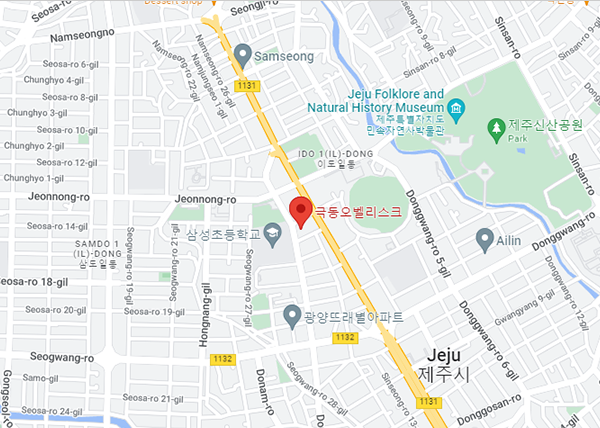 Dessert shop
Seongji-ro
Seosa-ro
Namseongno
Samseong
Seosa-ro 6-gil
Chunghyo 4-gil
Seosa-ro 8-gil
Chunghyo 3-gil
Seosa-ro 10-gil
Chunghyo 2-gil
Seosa-ro 12-gil
Chunghyo 1-gil
Namseong-ro 22-gil
Namjungseo 1-gil
Namseong-ro 26-gil
1131
Jeju Folklore and
Natural History Museum
제주특별자치도
민속자연사박물관
Sinsan-ro
Sinsan-ro
제주신산공원
Park
IDO 1(IL)-DONG
이도일동
Jeonnong-ro
Jeonnong-ro
극동오벨리스크
삼성초등학교
Seosa-ro 14-gil
SAMDO 1
(IL)-DONG
삼도일동
Seogwang-ro 19-gil
Seogwang-ro 21-gil
Donggwang-ro 5-gil
Ailin
Donggwang-ro
Seosa-ro 18-gil
Seosa-ro 20-gil
Seosa-ro 19-gil
Hongnang-gil
Seogwang-ro 27-gil
광양뜨래별아파트
Gwangyang 9-gil
Donggwang-ro 12-gil
Donggwang-ro 6-gil
1132
1132
Seogwang-ro
Jeju
제주시
Samo-gil
Gongseol-ro
Seosa-ro 24-gil
Donam-ro
Seogwang-ro 28-gil
Sinseong-ro 13-gil
1131
Donggosan-ro